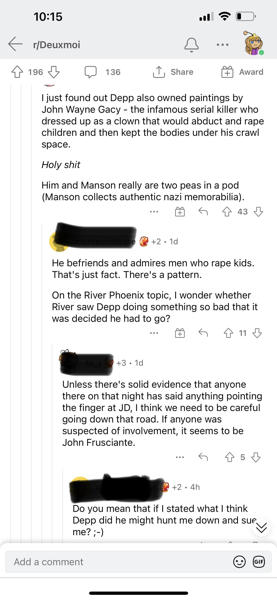 10:15
r/Deuxmoi
196
136
Share
Award
I just found out Depp also owned paintings by
John Wayne Gacy - the infamous serial killer who
dressed up as a clown that would abduct and rape
children and then kept the bodies under his crawl
space.
Holy shit
Him and Manson really are two peas in a pod
(Manson collects authentic nazi memorabilia).
43
+2 • 1d
He befriends and admires men who rape kids.
That's just fact. There's a pattern.
On the River Phoenix topic, I wonder whether
River saw Depp doing something so bad that it
was decided he had to go?
11
+3 • 1d
Unless there's solid evidence that anyone
there on that night has said anything pointing
the finger at JD, I think we need to be careful
going down that road. If anyone was
suspected of involvement, it seems to be
John Frusciante.
5
+2 • 4h
Do you mean that if I stated what I think
Depp did he might hunt me down and sue
me? ;-)
Add a comment
GIF